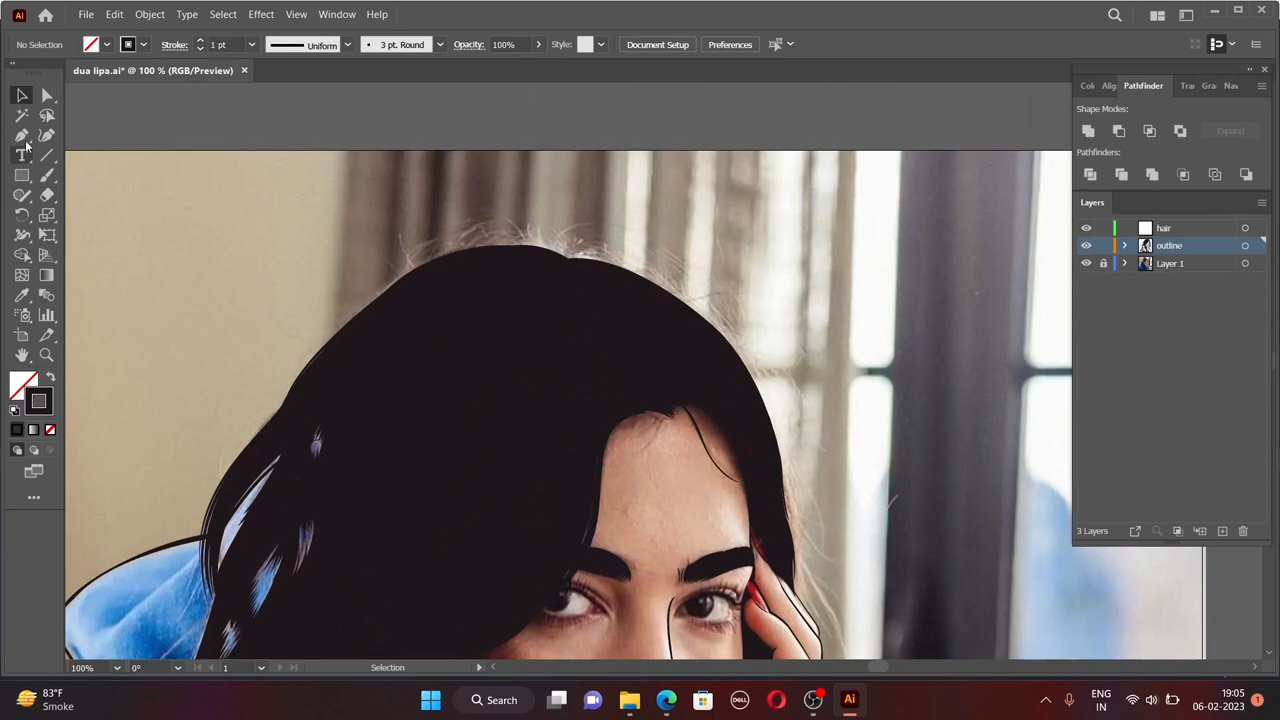 Ai File Edit Object Type Select Effect View Window Help
No Selection Stroke: 1 pt Uniform 3 pt. Round Opacity: 100% Style: Document Setup Preferences
dua lipa.ai* @ 100 % (RGB/Preview)
Pathfinder
Shape Modes:
Expand
Pathfinders:
Layers
hair
outline
Layer 1
3 Layers
T
100% 0° 1 Selection
83°F
Smoke
Search
DELL
Ai
ENG
IN
19:05
06-02-2023
1